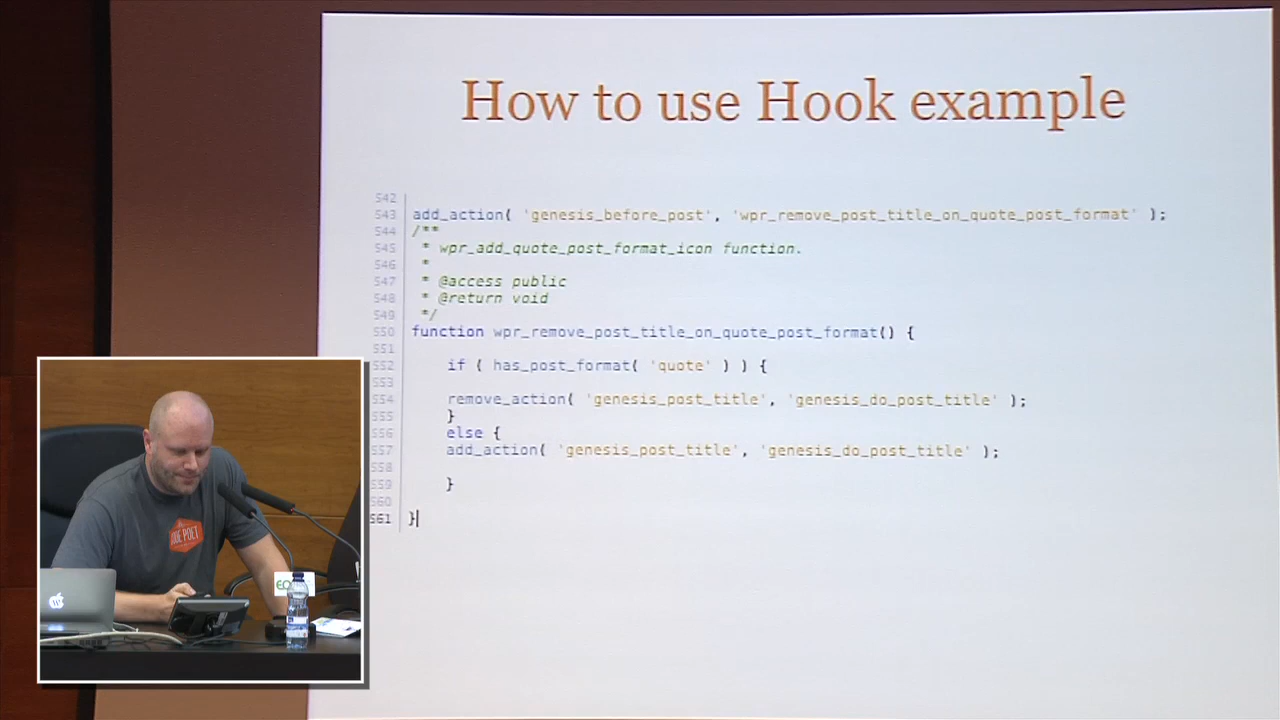 How to use Hook example
542
543 add_action( 'genesis_before_post', 'wpr_remove_post_title_on_quote_post_format' );
544 /**
545 * wpr_add_quote_post_format_icon function.
546 *
547 * @access public
548 * @return void
549 */
550 function wpr_remove_post_title_on_quote_post_format() {
551
552 if ( has_post_format( 'quote' ) ) {
553
554 remove_action( 'genesis_post_title', 'genesis_do_post_title' );
555 }
556 else {
557 add_action( 'genesis_post_title', 'genesis_do_post_title' );
558
559 }
560
561 }
POET